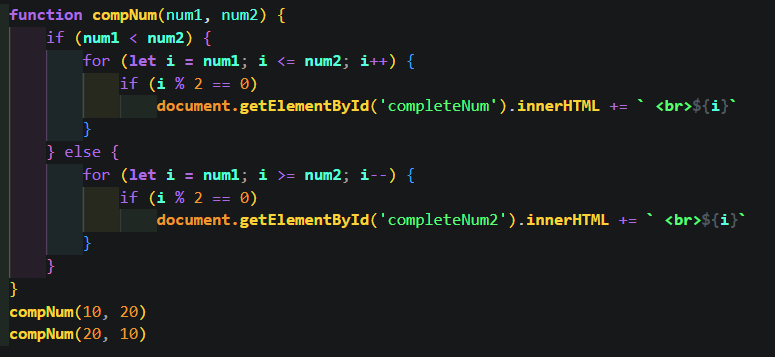 function compNum(num1, num2) {
    if (num1 < num2) {
        for (let i = num1; i <= num2; i++) {
            if (i % 2 == 0)
                document.getElementById('completeNum').innerHTML += ` <br>${i}`
        }
    } else {
        for (let i = num1; i >= num2; i--) {
            if (i % 2 == 0)
                document.getElementById('completeNum2').innerHTML += ` <br>${i}`
        }
    }
}
compNum(10, 20)
compNum(20, 10)